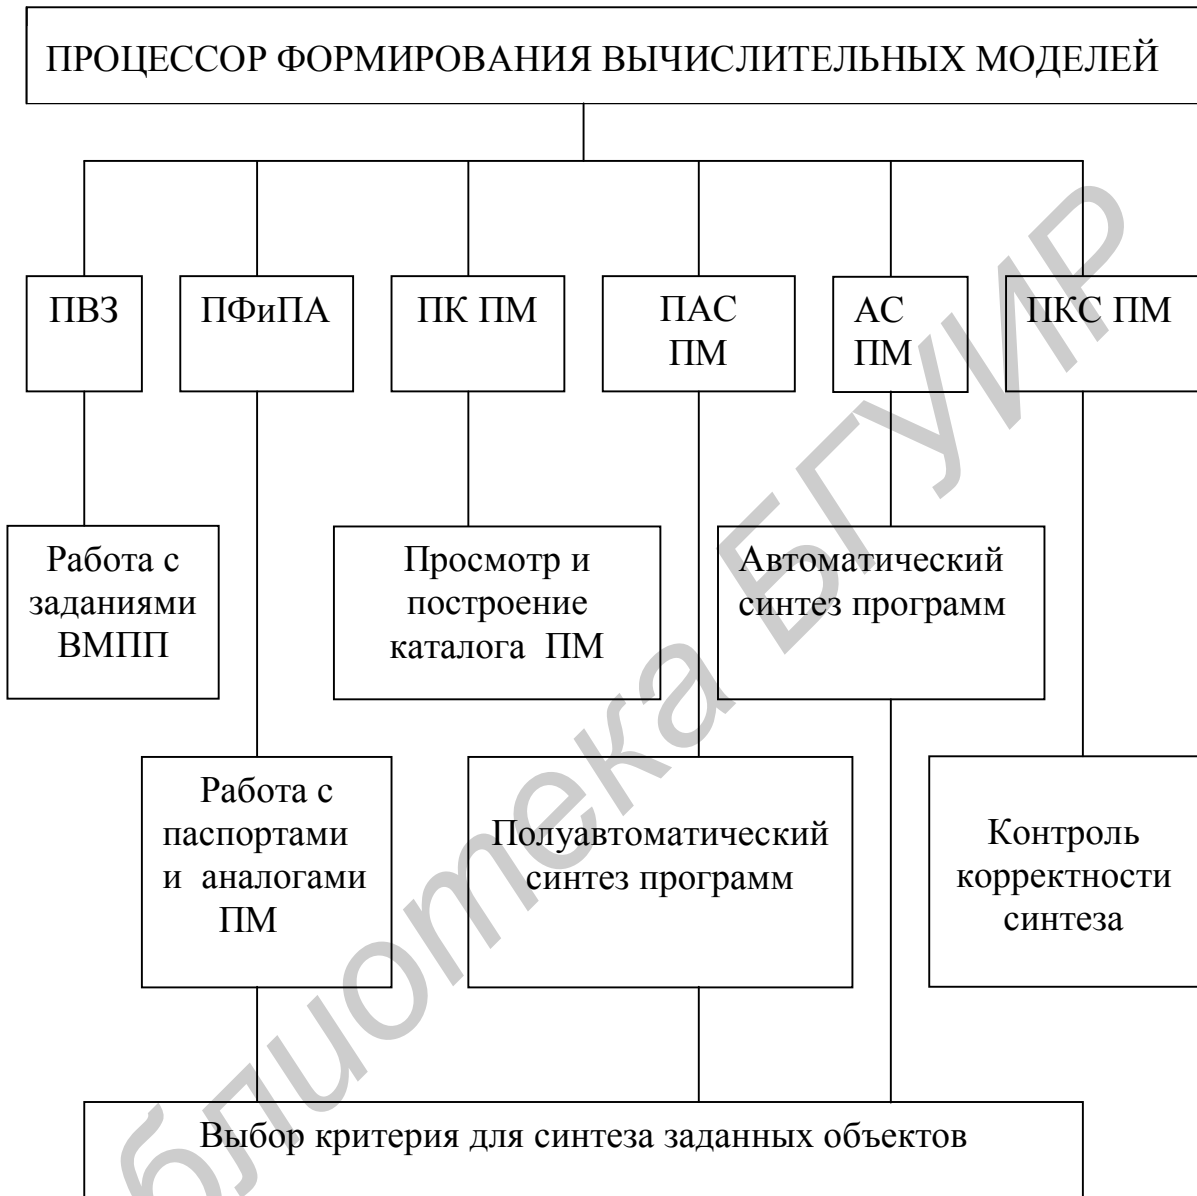 ПРОЦЕССОР ФОРМИРОВАНИЯ ВЫЧИСЛИТЕЛЬНЫХ МОДЕЛЕЙ
ПВЗ
ПФиПА
ПК ПМ
ПАС
ПМ
АС
ПМ
ПКС ПМ
Работа с
заданиями
ВМПП
Просмотр и
построение
каталога ПМ
Автоматический
синтез программ
Работа с
паспортами
и аналогами
ПМ
Полуавтоматический
синтез программ
Контроль
корректности
синтеза
Выбор критерия для синтеза заданных объектов
блиотека БГУИР